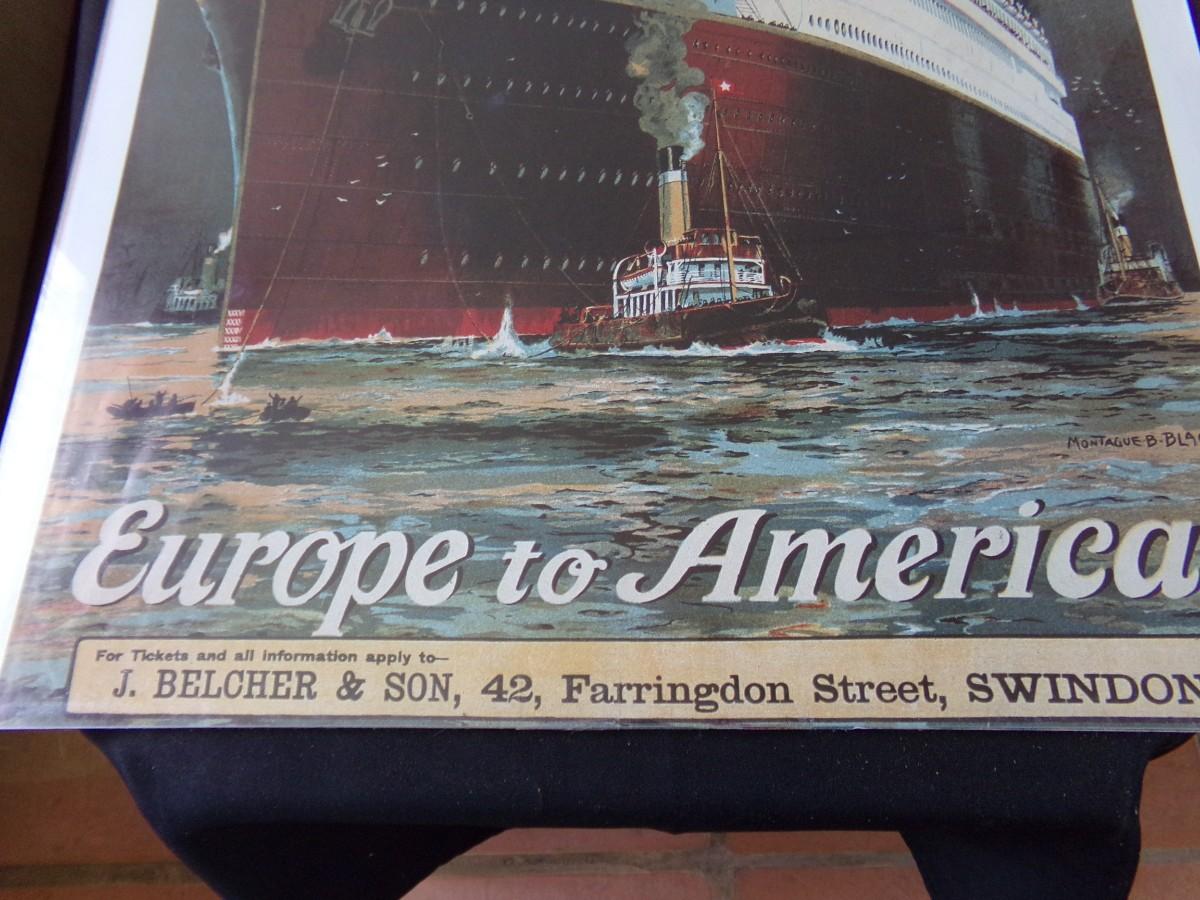 MONTAGUE·B·BLA
Europe to America
For Tickets and all information apply to—
J. BELCHER & SON, 42, Farringdon Street, SWINDON